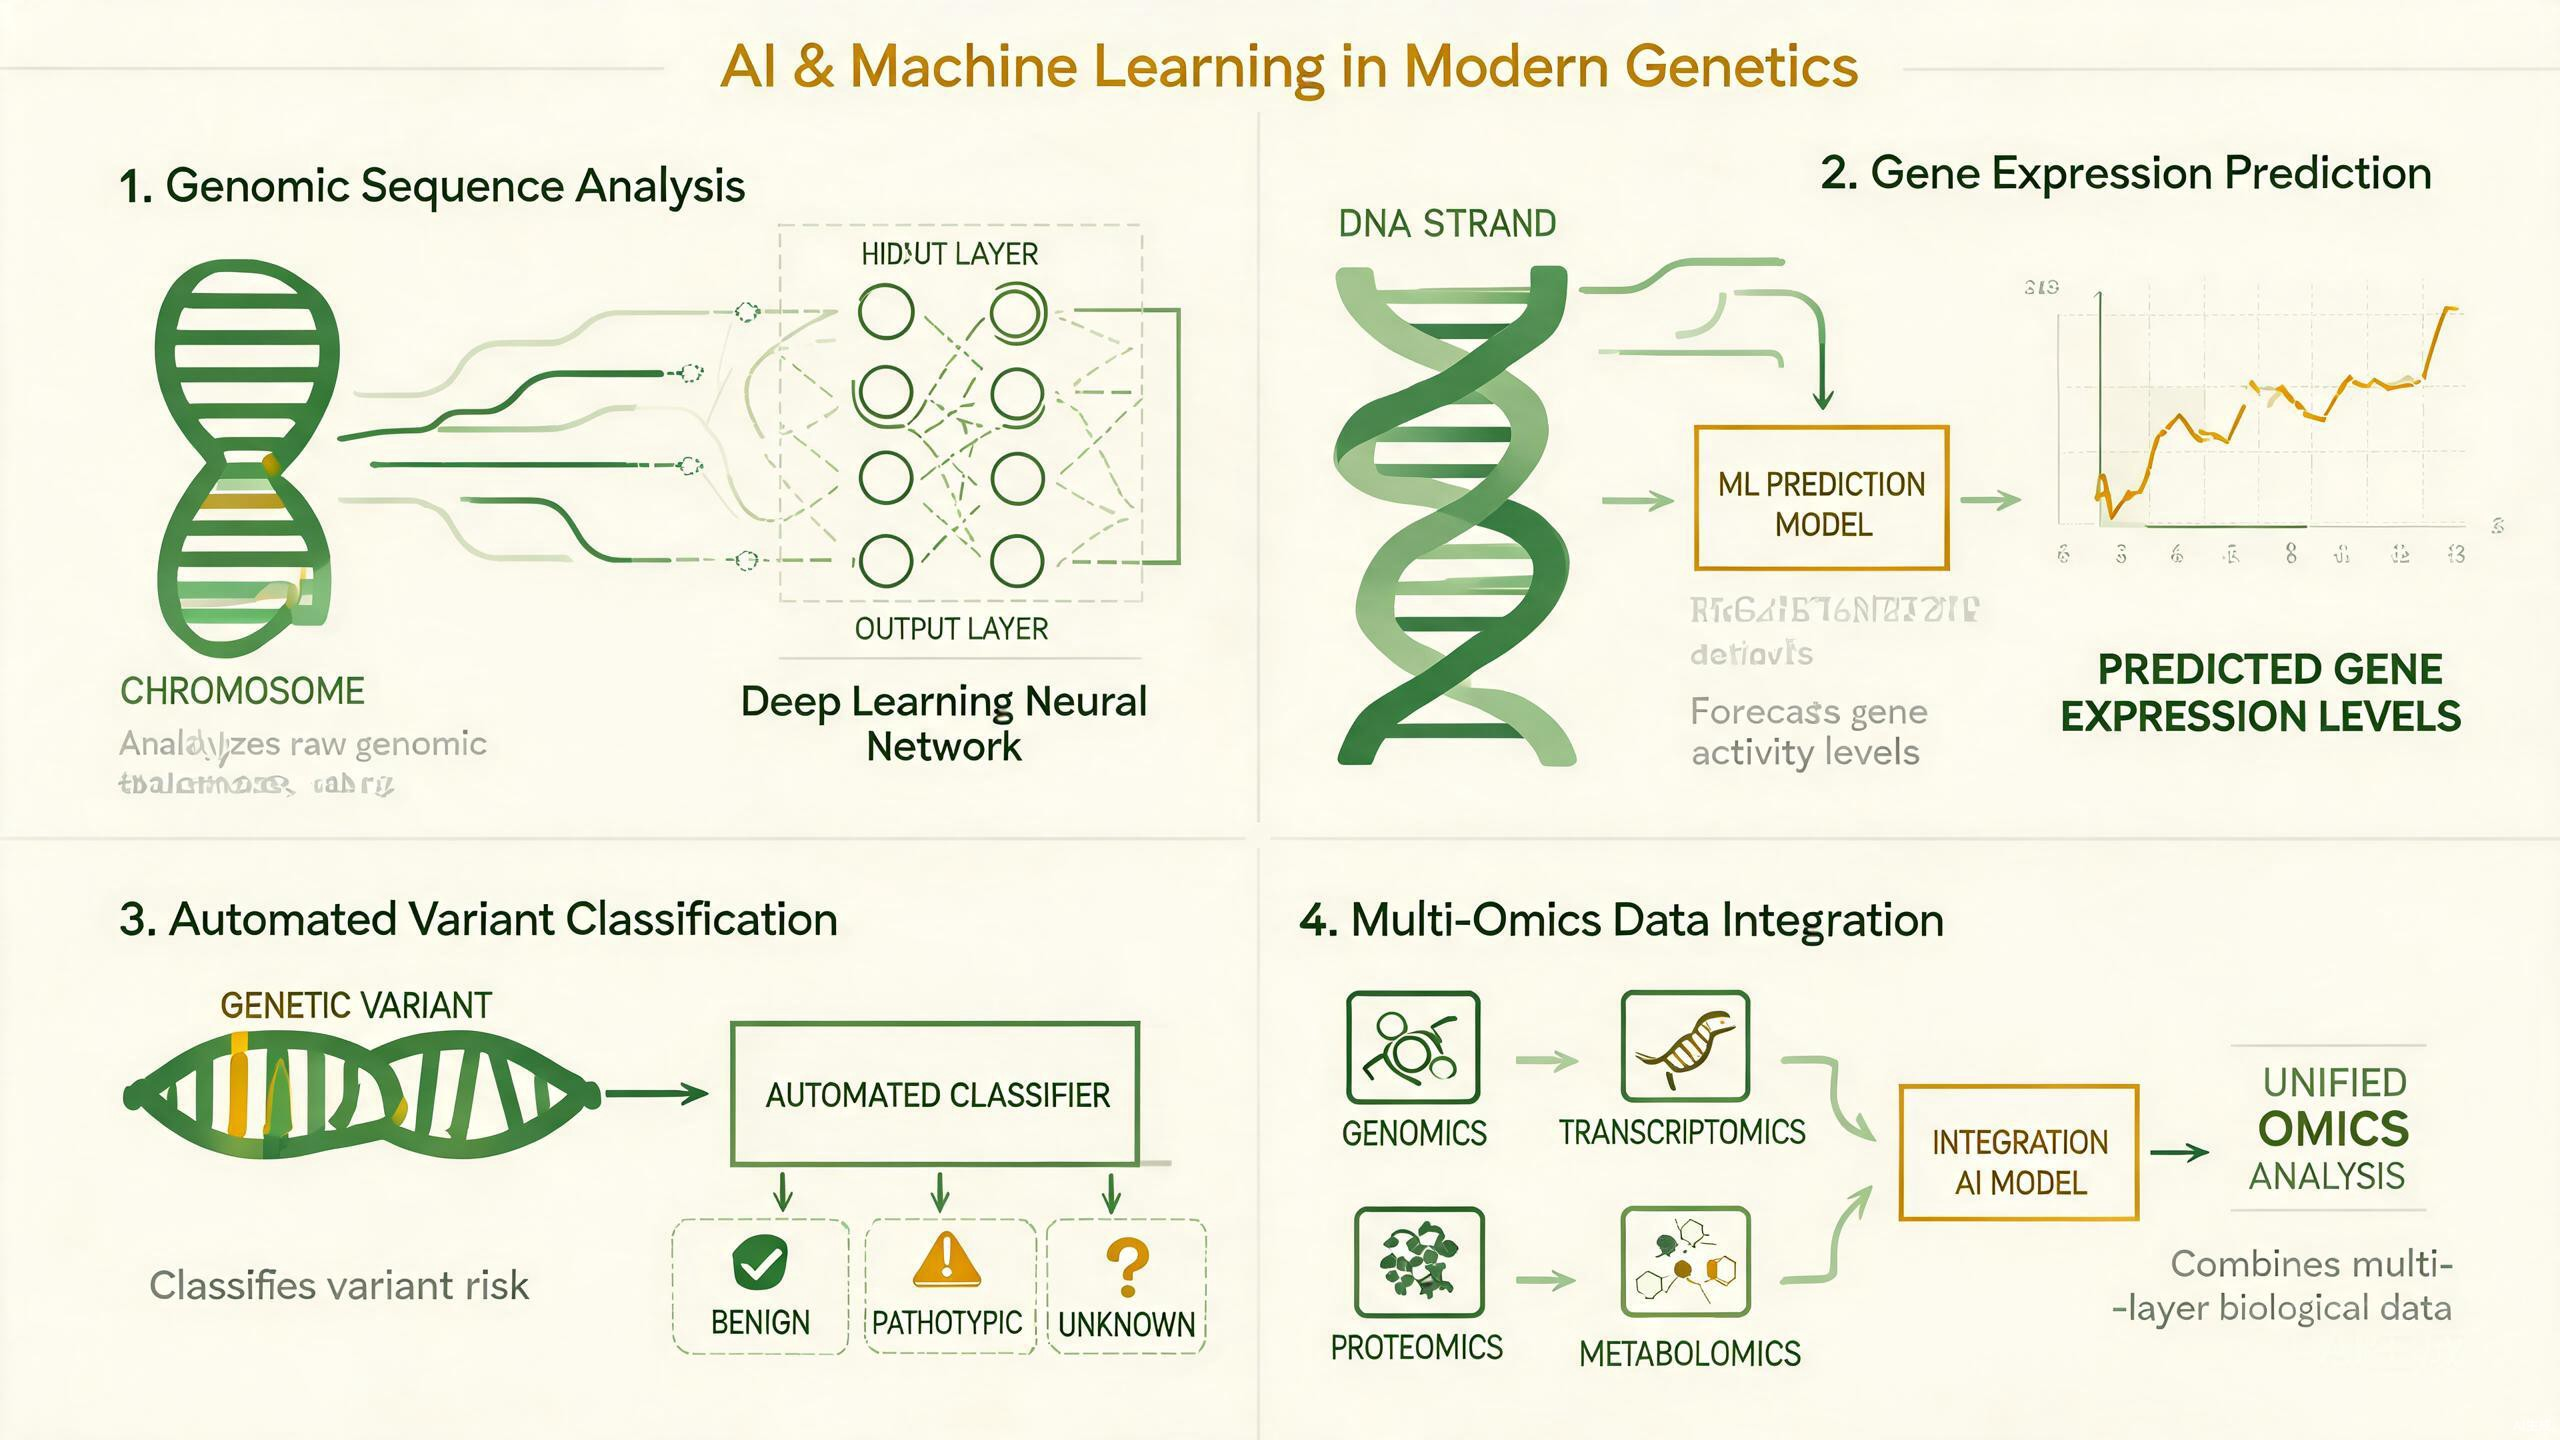 AI & Machine Learning in Modern Genetics
1. Genomic Sequence Analysis
LAYER
OUTPUT LAYER
CHROMOSOME
raw genomic
Deep Learning Neural
Network
2. Gene Expression Prediction
DNA STRAND
ML PREDICTION
MODEL
Forecasts gene
activity levels
PREDICTED GENE
EXPRESSION LEVELS
3. Automated Variant Classification
GENETIC VARIANT
AUTOMATED CLASSIFIER
BENIGN
PATHOTYPIC
UNKNOWN
Classifies variant risk
4. Multi-Omics Data Integration
GENOMICS
TRANSCRIPTOMICS
PROTEOMICS
METABOLOMICS
INTEGRATION
AI MODEL
UNIFIED
OMICS
ANALYSIS
Combines multi-
-layer biological data